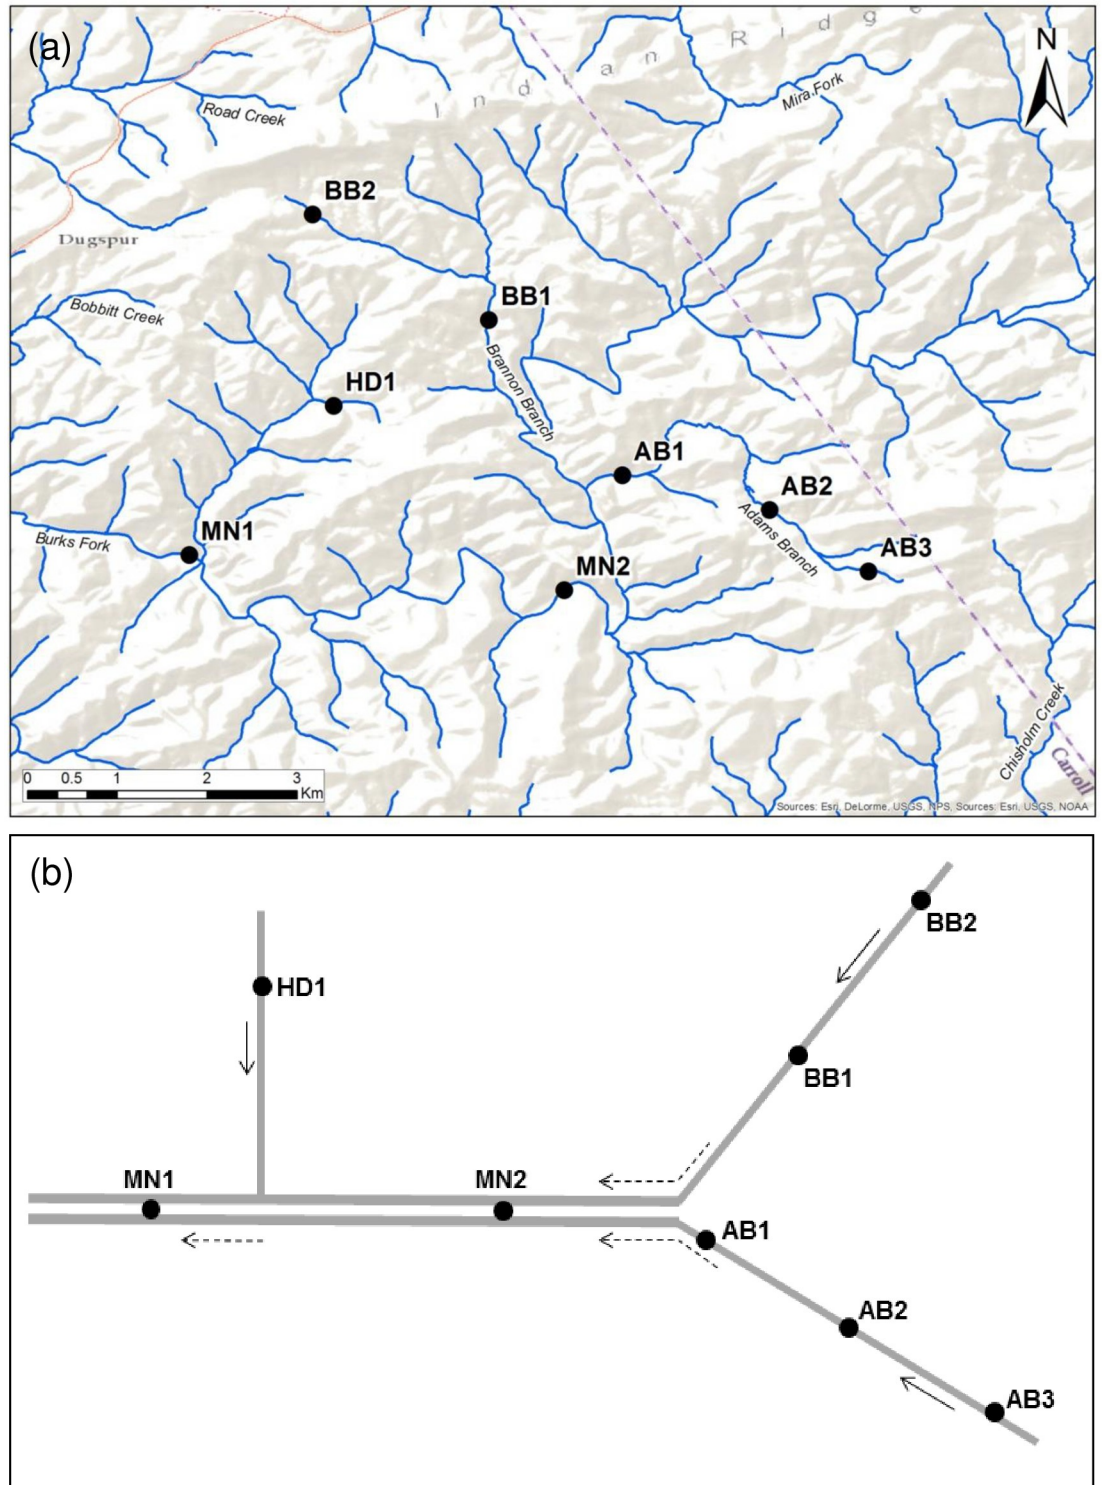 (a)
N
Indian Ridge
Mira Fork
Road Creek
BB2
Dugspur
BB1
Bobbitt Creek
Brannon Branch
HD1
AB1
AB2
Adams Branch
MN1
Burks Fork
AB3
MN2
Chisholm Creek
Carroll
0 0.5 1 2 3
Km
Sources: Esri, DeLorme, USGS, NPS, Sources: Esri, USGS, NOAA
(b)
BB2
HD1
BB1
MN1
MN2
AB1
AB2
AB3